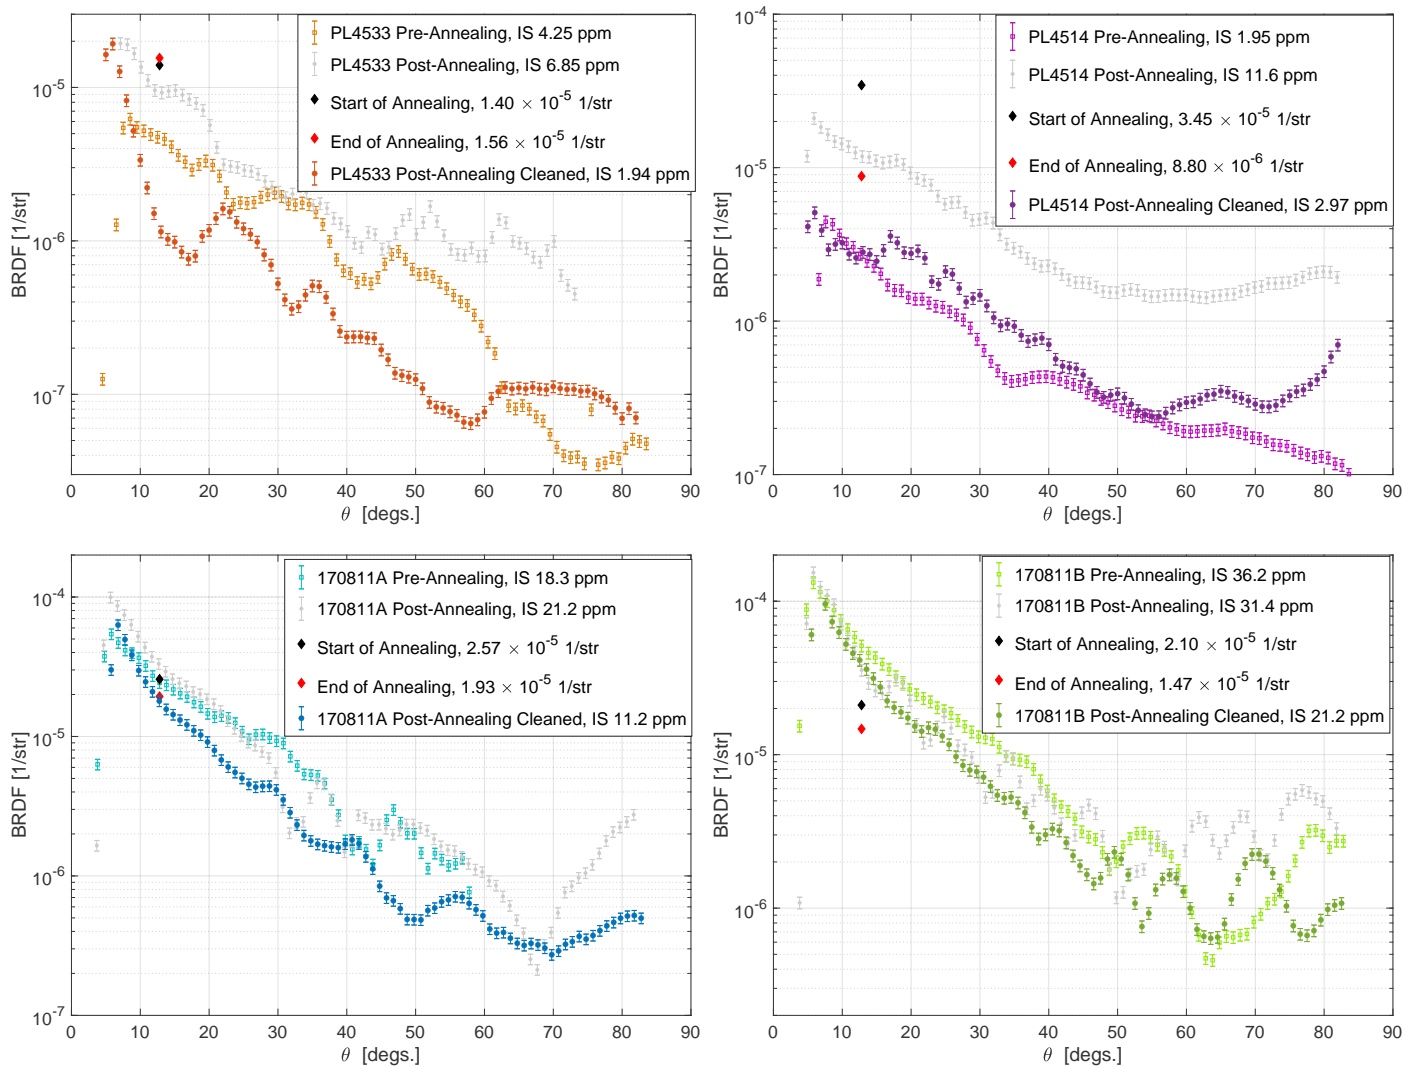 PL4533 Pre-Annealing, IS 4.25 ppm
PL4533 Post-Annealing, IS 6.85 ppm
Start of Annealing, 1.40 × 10^-5 1/str
End of Annealing, 1.56 × 10^-5 1/str
PL4533 Post-Annealing Cleaned, IS 1.94 ppm
BRDF [1/str]
10^-5
10^-6
10^-7
0 10 20 30 40 50 60 70 80 90
θ [degs.]
PL4514 Pre-Annealing, IS 1.95 ppm
PL4514 Post-Annealing, IS 11.6 ppm
Start of Annealing, 3.45 × 10^-5 1/str
End of Annealing, 8.80 × 10^-6 1/str
PL4514 Post-Annealing Cleaned, IS 2.97 ppm
BRDF [1/str]
10^-4
10^-5
10^-6
10^-7
0 10 20 30 40 50 60 70 80 90
θ [degs.]
170811A Pre-Annealing, IS 18.3 ppm
170811A Post-Annealing, IS 21.2 ppm
Start of Annealing, 2.57 × 10^-5 1/str
End of Annealing, 1.93 × 10^-5 1/str
170811A Post-Annealing Cleaned, IS 11.2 ppm
BRDF [1/str]
10^-4
10^-5
10^-6
10^-7
0 10 20 30 40 50 60 70 80 90
θ [degs.]
170811B Pre-Annealing, IS 36.2 ppm
170811B Post-Annealing, IS 31.4 ppm
Start of Annealing, 2.10 × 10^-5 1/str
End of Annealing, 1.47 × 10^-5 1/str
170811B Post-Annealing Cleaned, IS 21.2 ppm
BRDF [1/str]
10^-4
10^-5
10^-6
0 10 20 30 40 50 60 70 80 90
θ [degs.]